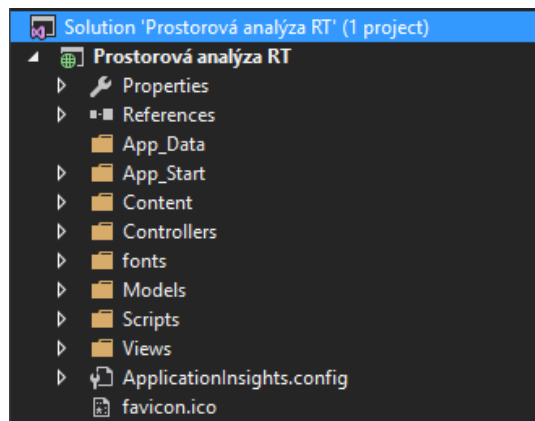 Solution 'Prostorová analýza RT' (1 project)
Prostorová analýza RT
Properties
References
App_Data
App_Start
Content
Controllers
fonts
Models
Scripts
Views
ApplicationInsights.config
favicon.ico